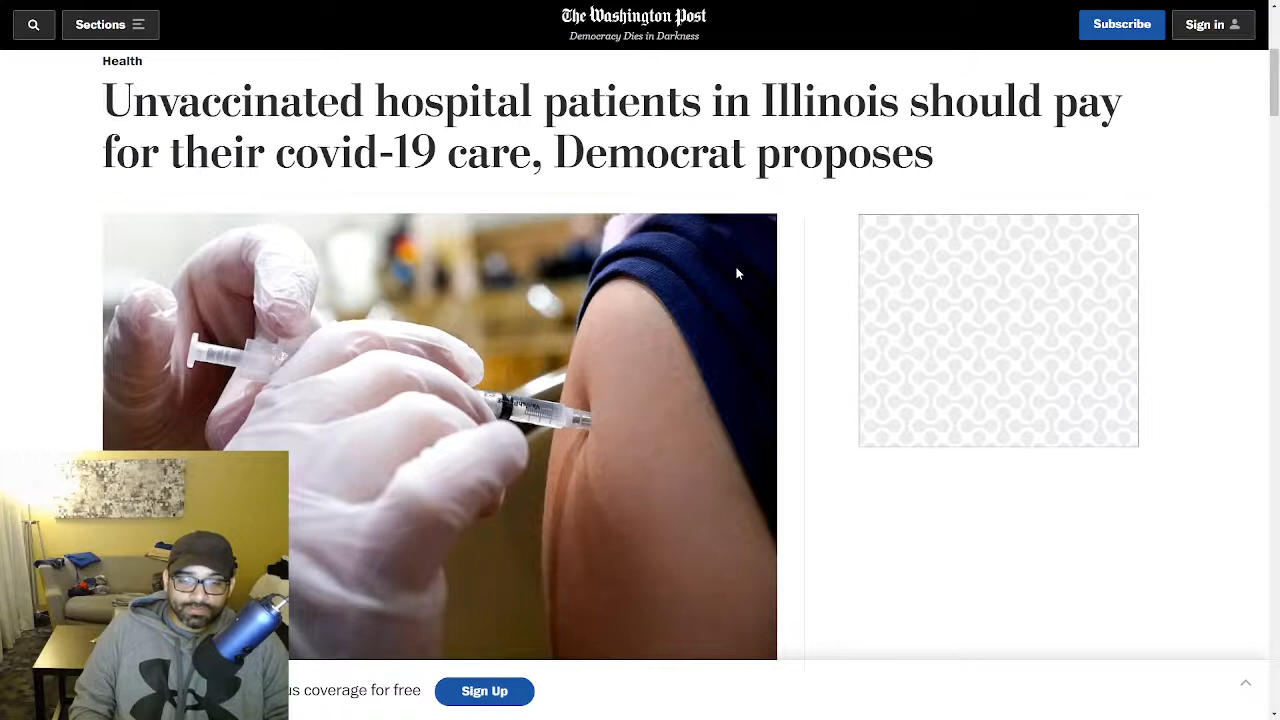 Sections
The Washington Post
Democracy Dies in Darkness
Subscribe
Sign in
Health
Unvaccinated hospital patients in Illinois should pay
for their covid-19 care, Democrat proposes
us coverage for free
Sign Up